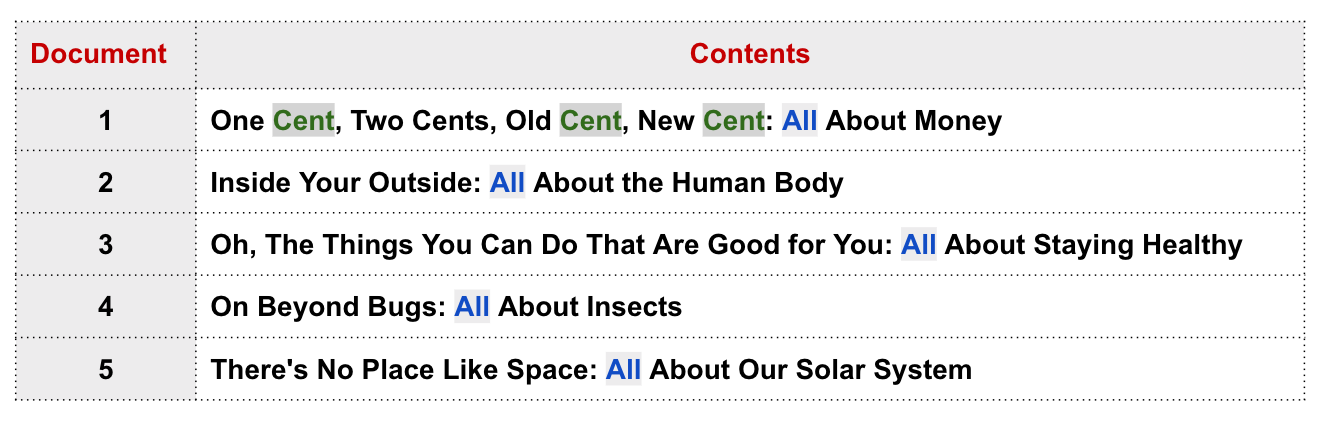 Document Contents
1 One Cent, Two Cents, Old Cent, New Cent: All About Money
2 Inside Your Outside: All About the Human Body
3 Oh, The Things You Can Do That Are Good for You: All About Staying Healthy
4 On Beyond Bugs: All About Insects
5 There's No Place Like Space: All About Our Solar System